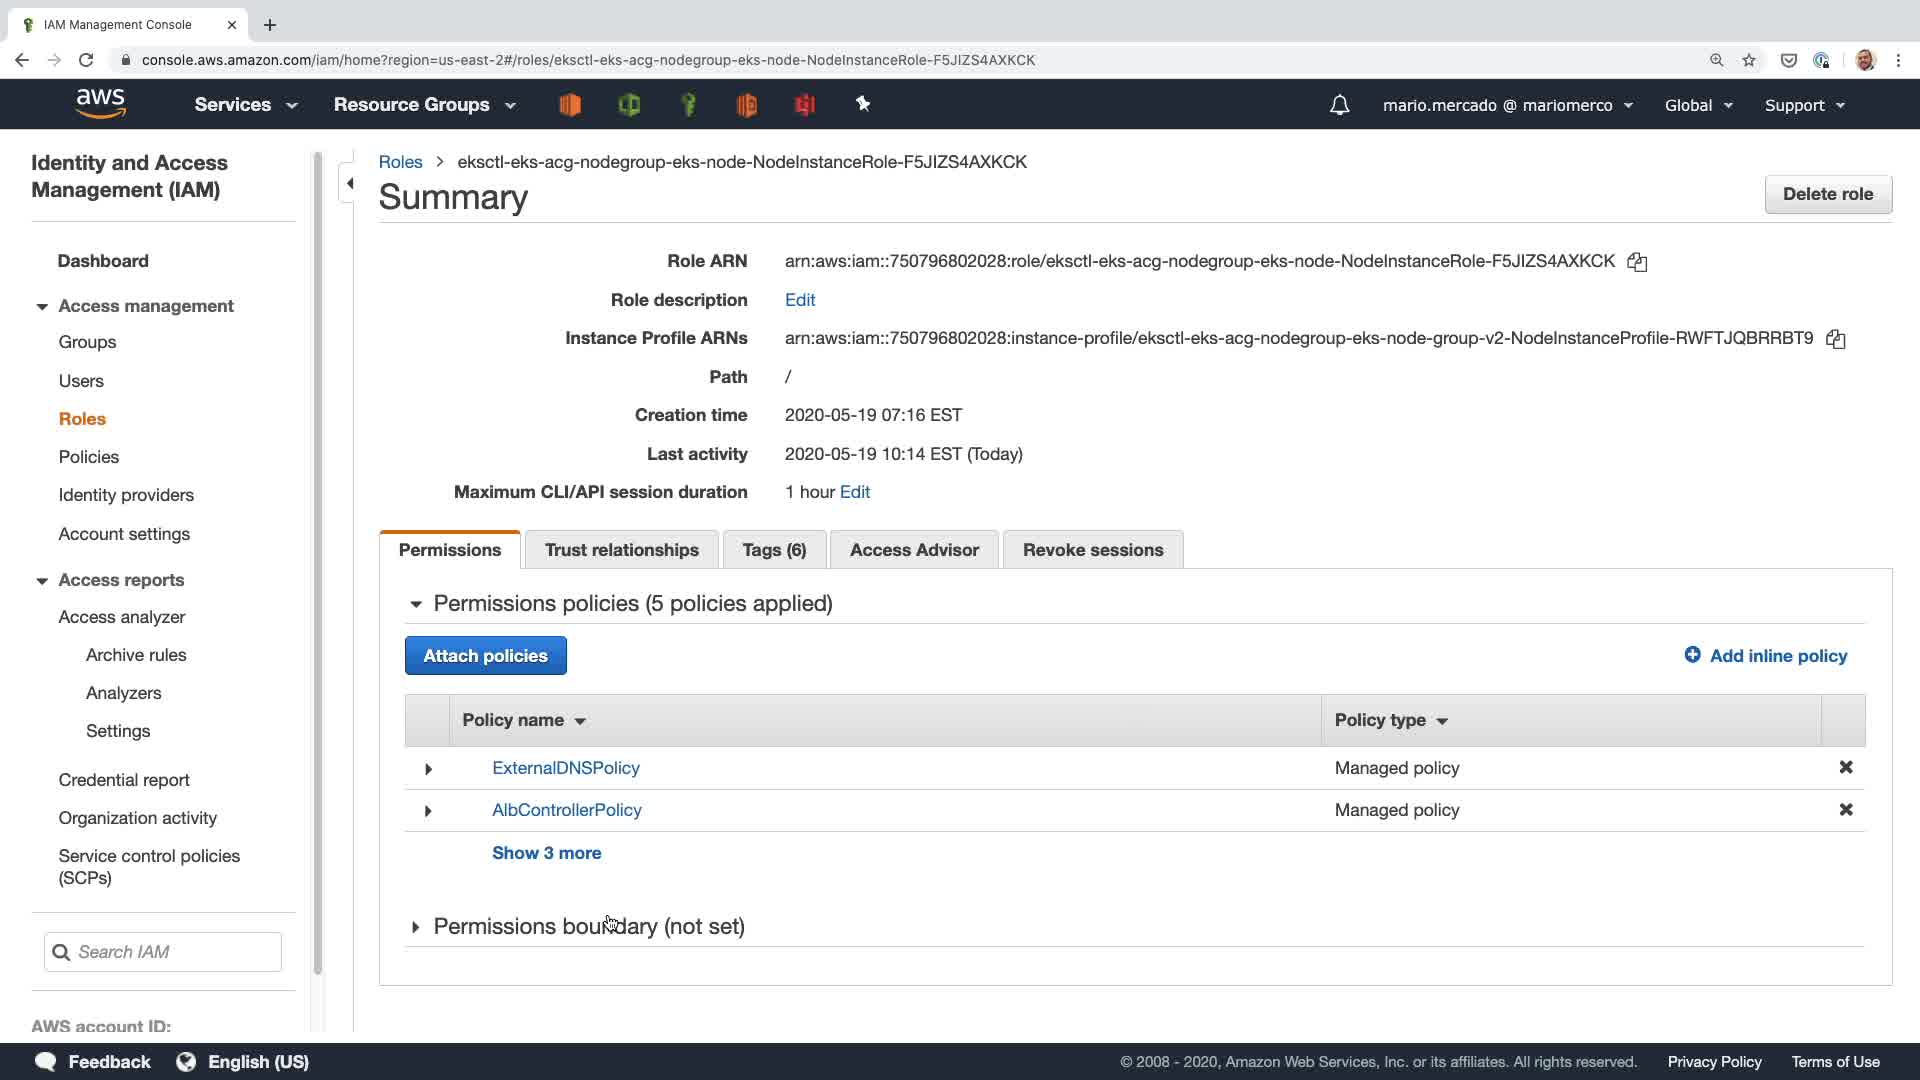 IAM Management Console
console.aws.amazon.com/iam/home?region=us-east-2#/roles/eksctl-eks-acg-nodegroup-eks-node-NodeInstanceRole-F5JIZS4AXKCK
aws
Services
Resource Groups
mario.mercado @ mariomerco
Global
Support
Identity and Access
Management (IAM)
Dashboard
Access management
Groups
Users
Roles
Policies
Identity providers
Account settings
Access reports
Access analyzer
Archive rules
Analyzers
Settings
Credential report
Organization activity
Service control policies
(SCPs)
Search IAM
AWS account ID:
Roles > eksctl-eks-acg-nodegroup-eks-node-NodeInstanceRole-F5JIZS4AXKCK
Summary
Delete role
Role ARN arn:aws:iam::750796802028:role/eksctl-eks-acg-nodegroup-eks-node-NodeInstanceRole-F5JIZS4AXKCK
Role description Edit
Instance Profile ARNs arn:aws:iam::750796802028:instance-profile/eksctl-eks-acg-nodegroup-eks-node-group-v2-NodeInstanceProfile-RWFTJQBRRBT9
Path /
Creation time 2020-05-19 07:16 EST
Last activity 2020-05-19 10:14 EST (Today)
Maximum CLI/API session duration 1 hour Edit
Permissions
Trust relationships
Tags (6)
Access Advisor
Revoke sessions
Permissions policies (5 policies applied)
Attach policies
Add inline policy
Policy name
Policy type
ExternalDNSPolicy Managed policy
AlbControllerPolicy Managed policy
Show 3 more
Permissions boundary (not set)
Feedback
English (US)
© 2008 - 2020, Amazon Web Services, Inc. or its affiliates. All rights reserved.
Privacy Policy
Terms of Use